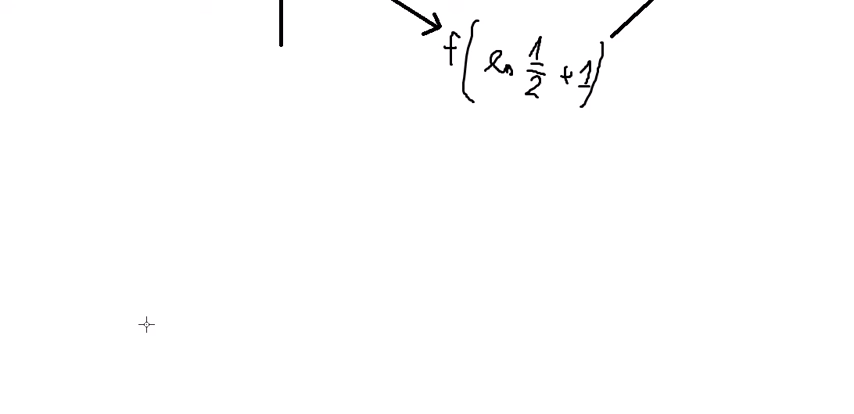 f(ln 1/2 + 1)